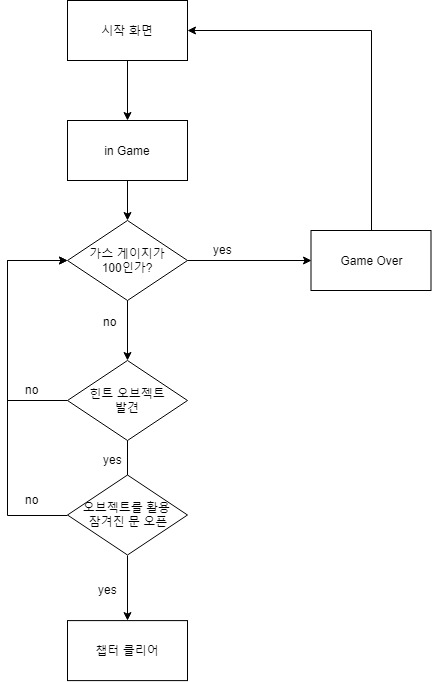 시작 화면
in Game
가스 게이지가
100인가?
yes
Game Over
no
힌트 오브젝트
발견
no
yes
오브젝트를 활용
잠겨진 문 오픈
no
yes
챕터 클리어